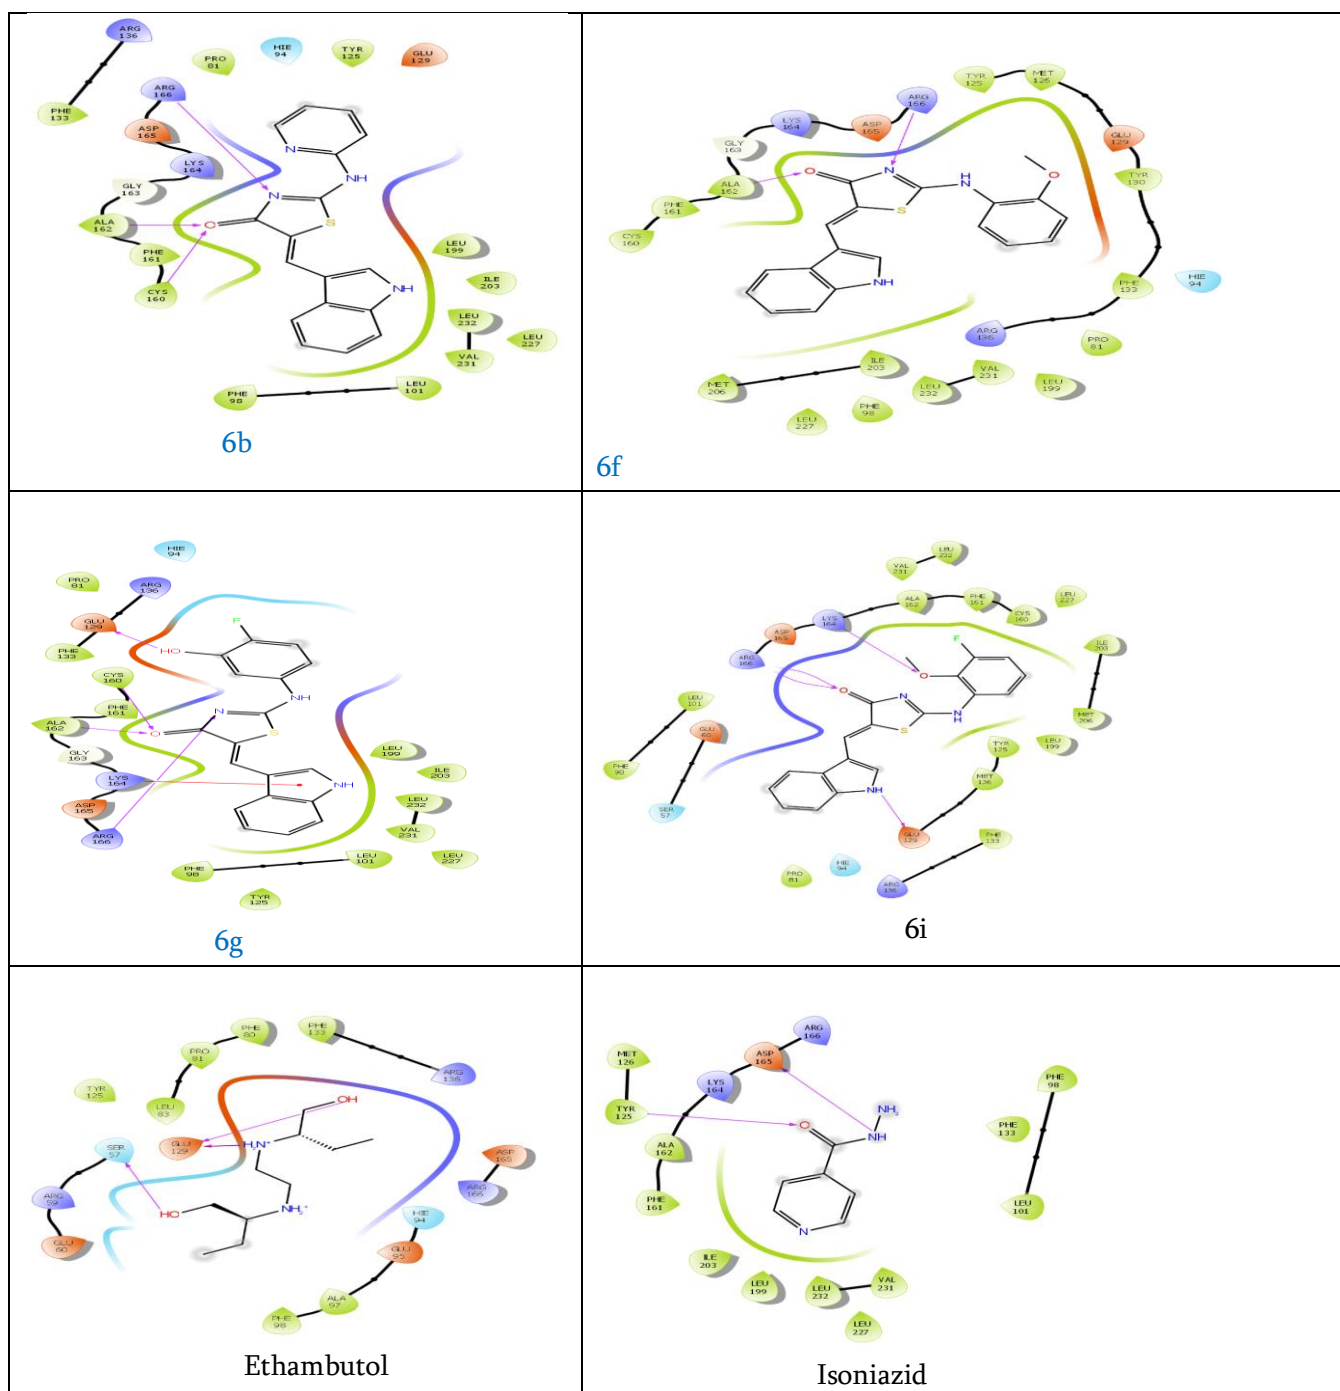 ARG
136
PRO
81
HIE
94
TYR
125
GLU
129
ARG
166
PHE
133
ASP
165
LYS
164
GLY
163
ALA
162
PHE
161
CYS
160
N
NH
N
O
S
NH
LEU
199
ILE
203
LEU
232
LEU
227
VAL
231
LEU
101
PHE
98
6b
TYR
125
MET
126
ARG
166
LYS
164
ASP
165
GLU
129
GLY
163
TYR
130
ALA
162
PHE
161
CYS
160
O
N
H
N
O
S
NH
HIE
94
PHE
133
ARG
136
PRO
81
ILE
203
MET
206
VAL
231
LEU
232
LEU
199
PHE
98
LEU
227
6f
HIE
94
PRO
81
ARG
136
GLU
129
PHE
133
CYS
160
PHE
161
ALA
162
GLY
163
LYS
164
ASP
165
ARG
166
F
HO
NH
N
O
S
NH
LEU
199
ILE
203
LEU
232
VAL
231
LEU
227
LEU
101
PHE
98
TYR
125
6g
LEU
232
VAL
231
ALA
162
PHE
161
CYS
160
LEU
227
LYS
164
ASP
165
ARG
166
ILE
203
LEU
101
GLU
60
PHE
98
SER
57
F
O
O
N
N
H
S
NH
MET
206
LEU
199
TYR
125
MET
126
GLU
129
PHE
133
HIE
94
PRO
81
ARG
136
6i
PHE
80
PHE
133
PRO
81
ARG
136
TYR
125
LEU
83
SER
57
GLU
129
ARG
59
GLU
60
OH
H₂N⁺
NH₂⁺
HO
ASP
165
ARG
166
HIE
94
GLU
95
ALA
97
PHE
98
Ethambutol
ARG
166
MET
126
ASP
165
LYS
164
TYR
125
ALA
162
PHE
161
NH₂
NH
O
N
PHE
98
PHE
133
LEU
101
ILE
203
LEU
199
LEU
232
VAL
231
LEU
227
Isoniazid